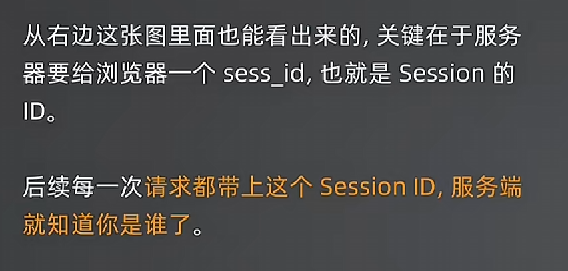 从右边这张图里面也能看出来的, 关键在于服务
器要给浏览器一个 sess_id, 也就是 Session 的
ID。
后续每一次请求都带上这个 Session ID, 服务端
就知道你是谁了。